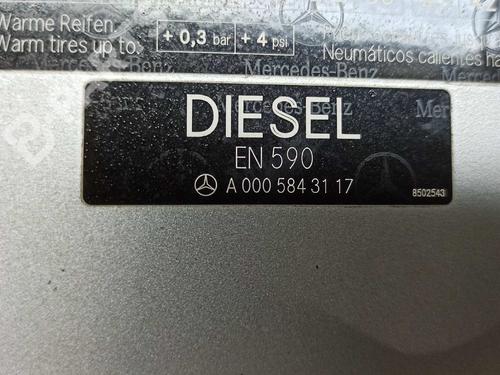 Warme Reifen
Warm tires up to: + 0,3 bar + 4 psi
Neumáticos calientes ha
Mercedes-Benz
Mercedes-Benz
DIESEL
EN 590
A 000 584 31 17
8502543